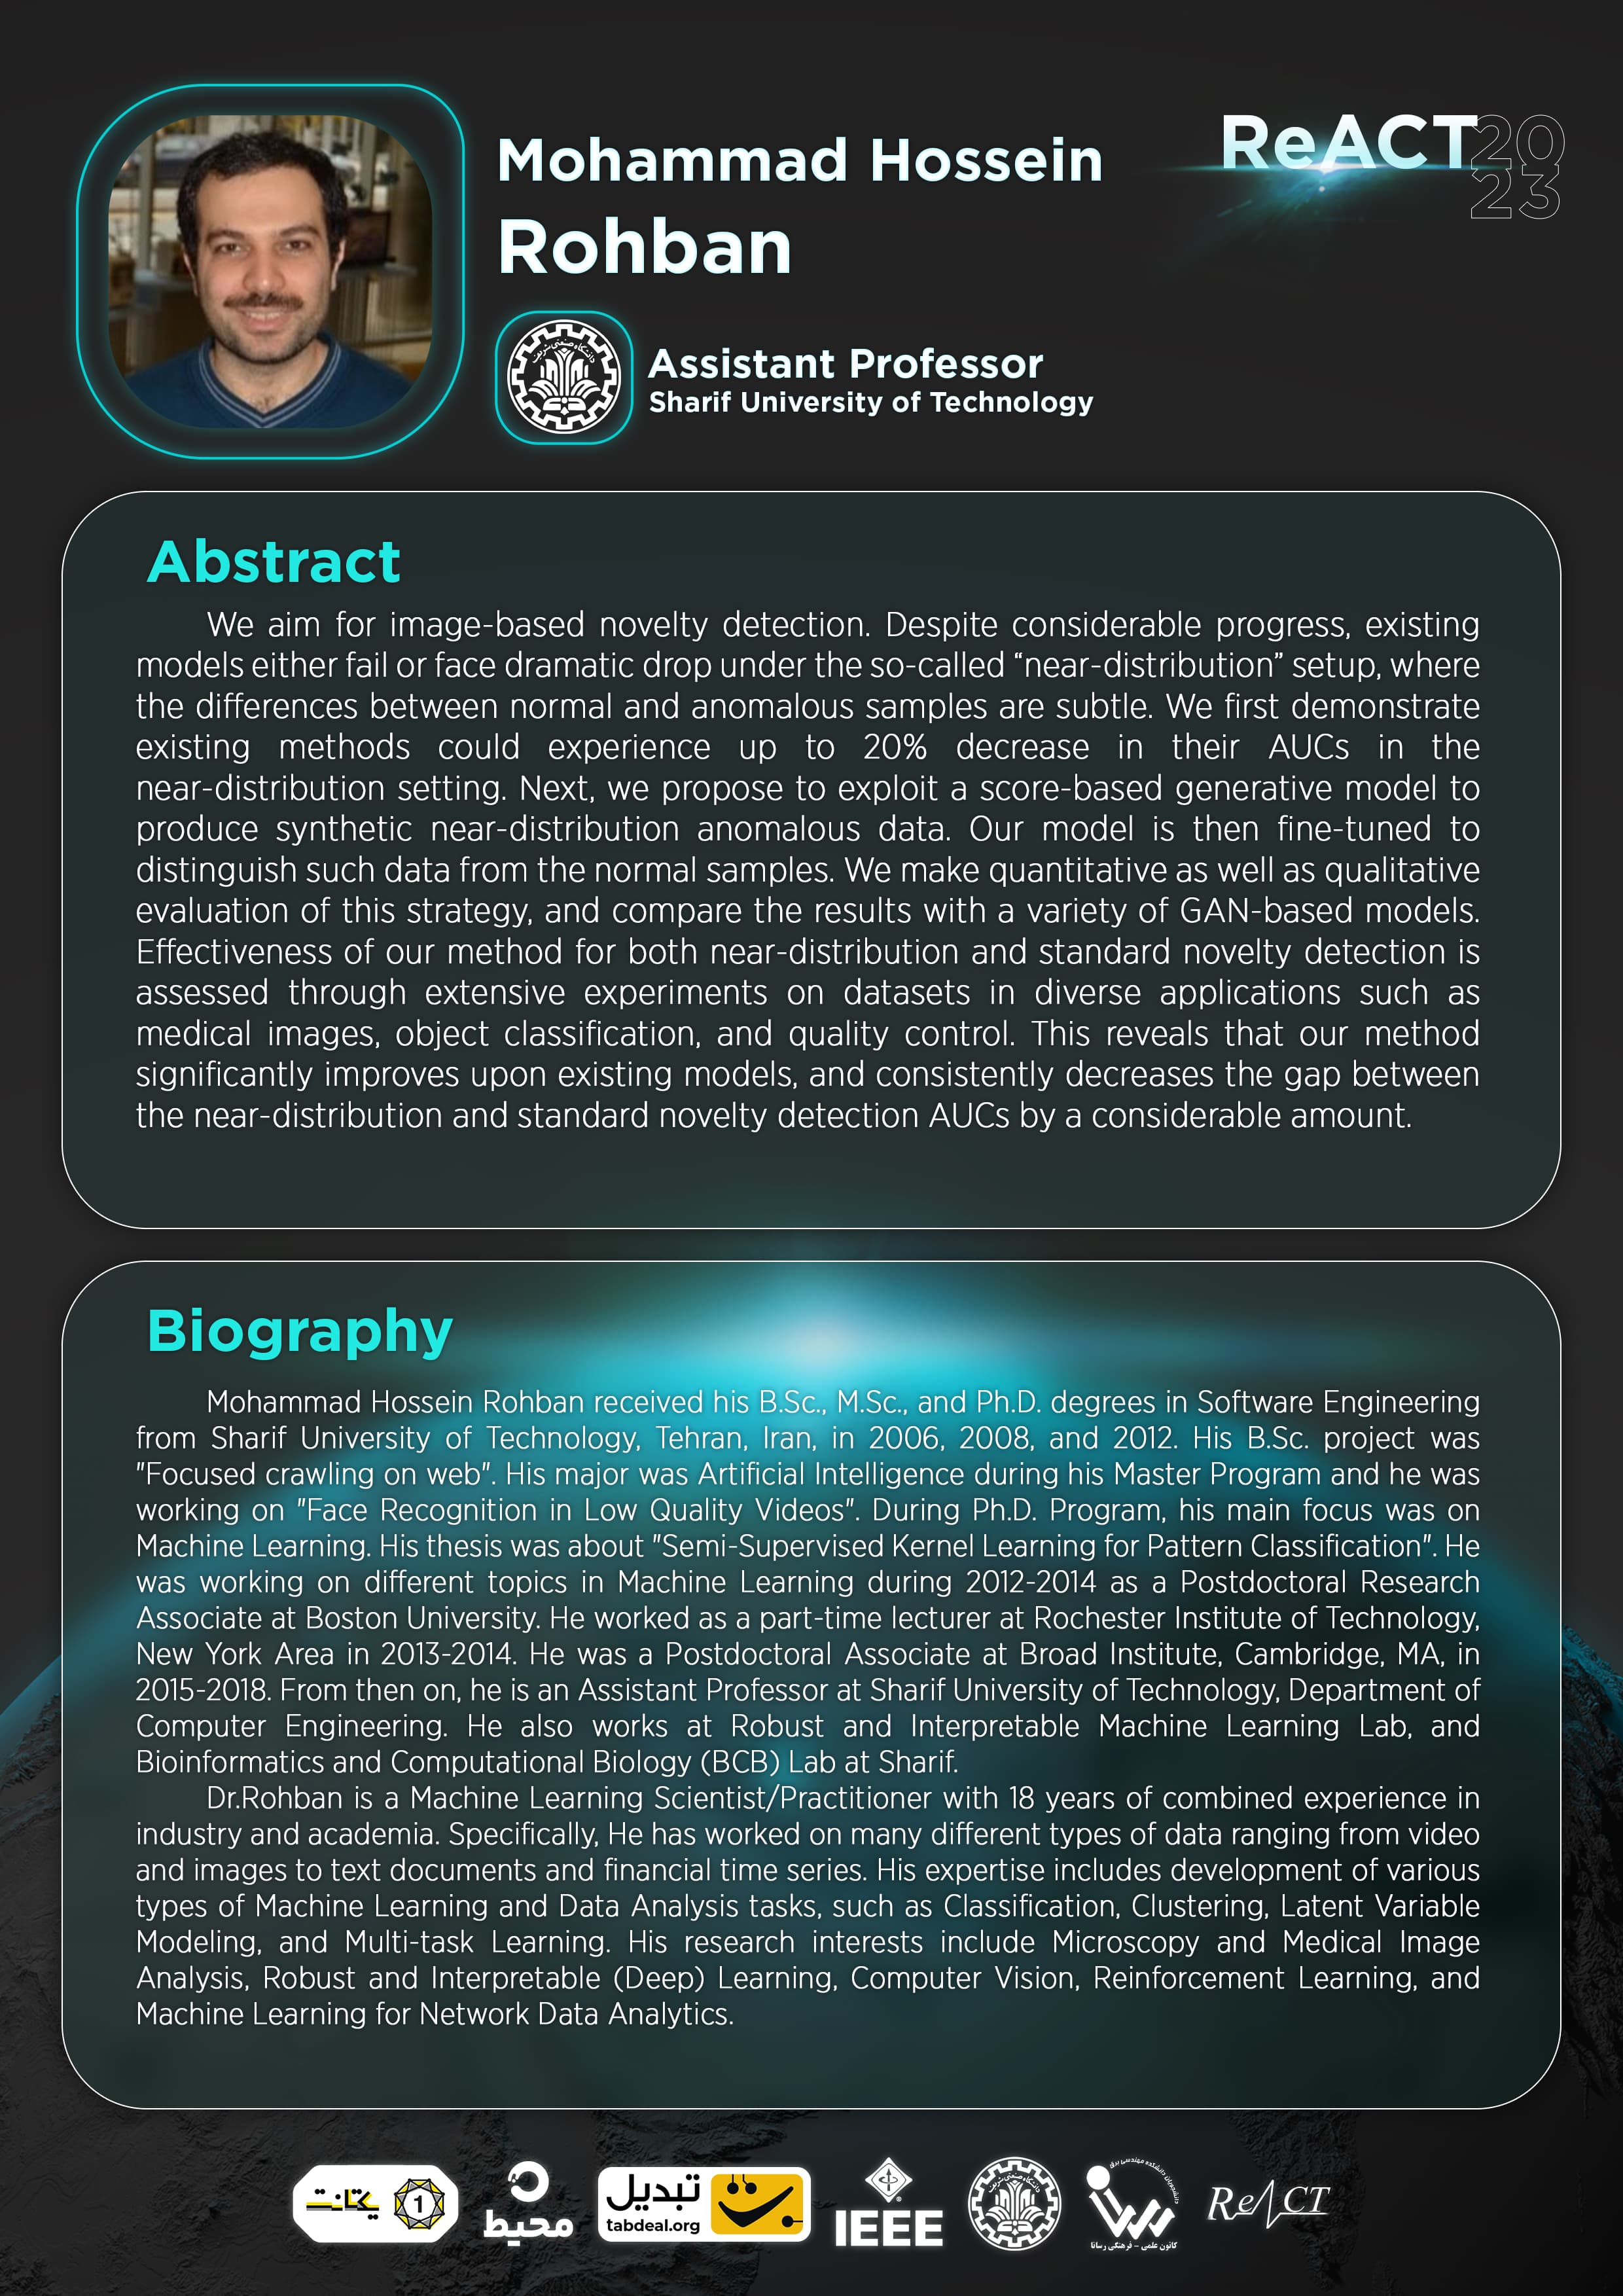 Mohammad Hossein
Rohban
ReACT
20
23
دانشگاه صنعتی شریف
Assistant Professor
Sharif University of Technology
Abstract
We aim for image-based novelty detection. Despite considerable progress, existing
models either fail or face dramatic drop under the so-called “near-distribution” setup, where
the differences between normal and anomalous samples are subtle. We first demonstrate
existing methods could experience up to 20% decrease in their AUCs in the
near-distribution setting. Next, we propose to exploit a score-based generative model to
produce synthetic near-distribution anomalous data. Our model is then fine-tuned to
distinguish such data from the normal samples. We make quantitative as well as qualitative
evaluation of this strategy, and compare the results with a variety of GAN-based models.
Effectiveness of our method for both near-distribution and standard novelty detection is
assessed through extensive experiments on datasets in diverse applications such as
medical images, object classification, and quality control. This reveals that our method
significantly improves upon existing models, and consistently decreases the gap between
the near-distribution and standard novelty detection AUCs by a considerable amount.
Biography
Mohammad Hossein Rohban received his B.Sc., M.Sc., and Ph.D. degrees in Software Engineering
from Sharif University of Technology, Tehran, Iran, in 2006, 2008, and 2012. His B.Sc. project was
"Focused crawling on web". His major was Artificial Intelligence during his Master Program and he was
working on "Face Recognition in Low Quality Videos". During Ph.D. Program, his main focus was on
Machine Learning. His thesis was about "Semi-Supervised Kernel Learning for Pattern Classification". He
was working on different topics in Machine Learning during 2012-2014 as a Postdoctoral Research
Associate at Boston University. He worked as a part-time lecturer at Rochester Institute of Technology,
New York Area in 2013-2014. He was a Postdoctoral Associate at Broad Institute, Cambridge, MA, in
2015-2018. From then on, he is an Assistant Professor at Sharif University of Technology, Department of
Computer Engineering. He also works at Robust and Interpretable Machine Learning Lab, and
Bioinformatics and Computational Biology (BCB) Lab at Sharif.
Dr.Rohban is a Machine Learning Scientist/Practitioner with 18 years of combined experience in
industry and academia. Specifically, He has worked on many different types of data ranging from video
and images to text documents and financial time series. His expertise includes development of various
types of Machine Learning and Data Analysis tasks, such as Classification, Clustering, Latent Variable
Modeling, and Multi-task Learning. His research interests include Microscopy and Medical Image
Analysis, Robust and Interpretable (Deep) Learning, Computer Vision, Reinforcement Learning, and
Machine Learning for Network Data Analytics.
یکتانت
1
محیط
تبدیل
tabdeal.org
IEEE
دانشگاه صنعتی شریف
دانشجویان دانشکده مهندسی برق
کانون علمی - فرهنگی رسانا
ReACT